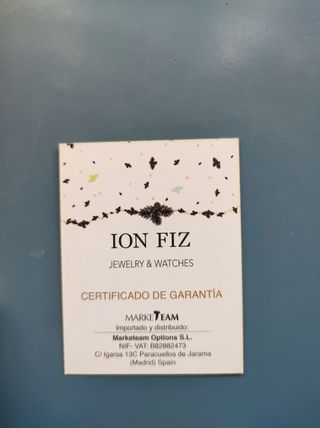 ION FIZ
JEWELRY & WATCHES
CERTIFICADO DE GARANTÍA
MARKETEAM
Importado y distribuido:
Marketeam Options S.L.
NIF- VAT: B82882473
C/ Igarsa 13C Paracuellos de Jarama
(Madrid) Spain